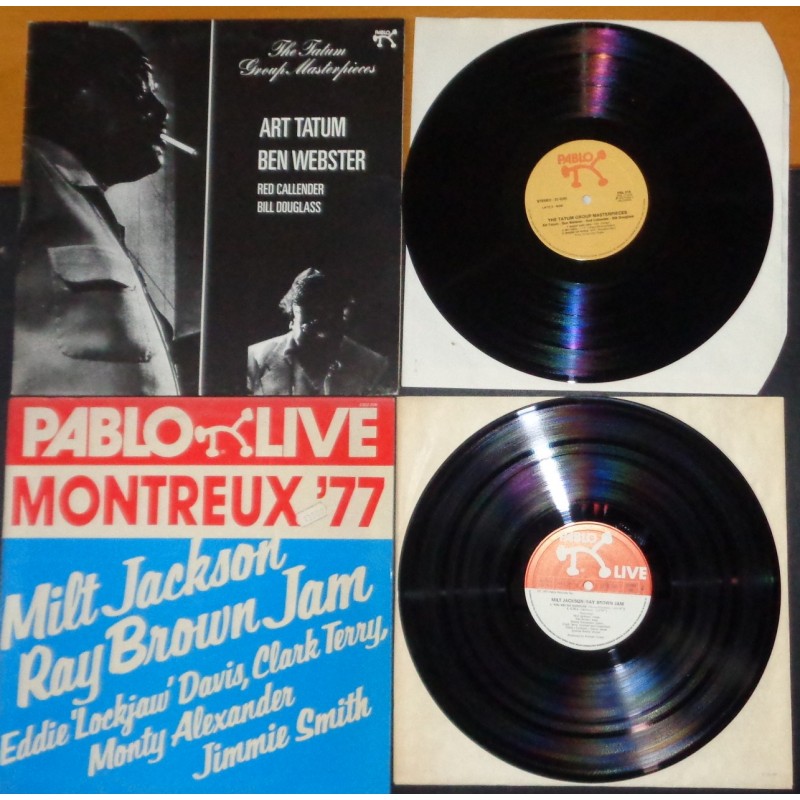 The Tatum
Group Masterpieces
ART TATUM
BEN WEBSTER
RED CALLENDER
BILL DOUGLASS
PABLO
STEREO
THE TATUM GROUP MASTERPIECES
PABLO LIVE
MONTREUX '77
Milt Jackson
Ray Brown Jam
Eddie 'Lockjaw' Davis, Clark Terry,
Monty Alexander
Jimmie Smith
PABLO
LIVE
MILT JACKSON/ RAY BROWN JAM